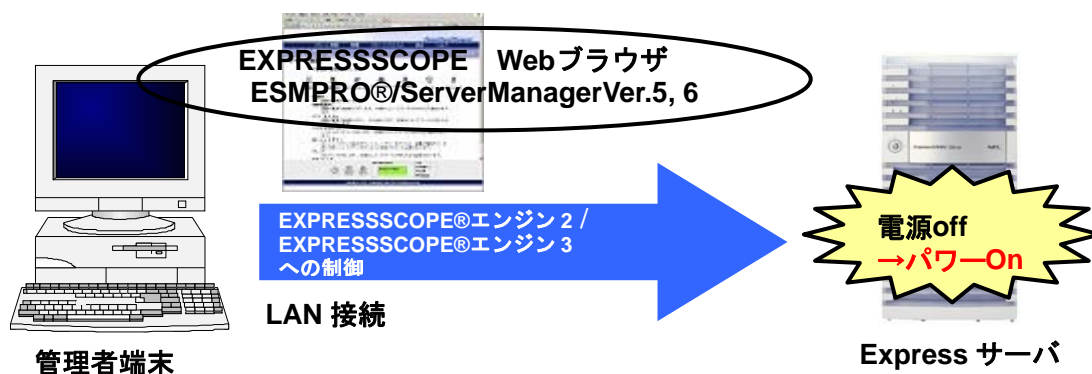 EXPRESSSCOPE Webブラウザ
ESMPRO®/ServerManagerVer.5, 6
EXPRESSSCOPE®エンジン 2 /
EXPRESSSCOPE®エンジン 3
への制御
電源off
→パワーOn
LAN 接続
管理者端末
Express サーバ